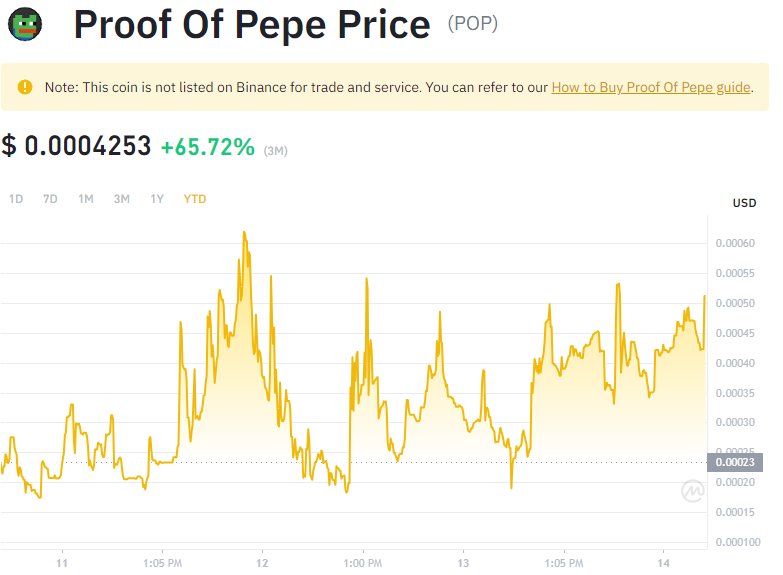 Proof Of Pepe Price (POP)
Note: This coin is not listed on Binance for trade and service. You can refer to our How to Buy Proof Of Pepe guide.
$ 0.0004253 +65.72% (3M)
1D 7D 1M 3M 1Y YTD
USD
0.00060
0.00055
0.00050
0.00045
0.00040
0.00035
0.00030
0.00025
0.00023
0.00020
0.00015
0.000100
11 1:05 PM 12 1:00 PM 13 1:05 PM 14